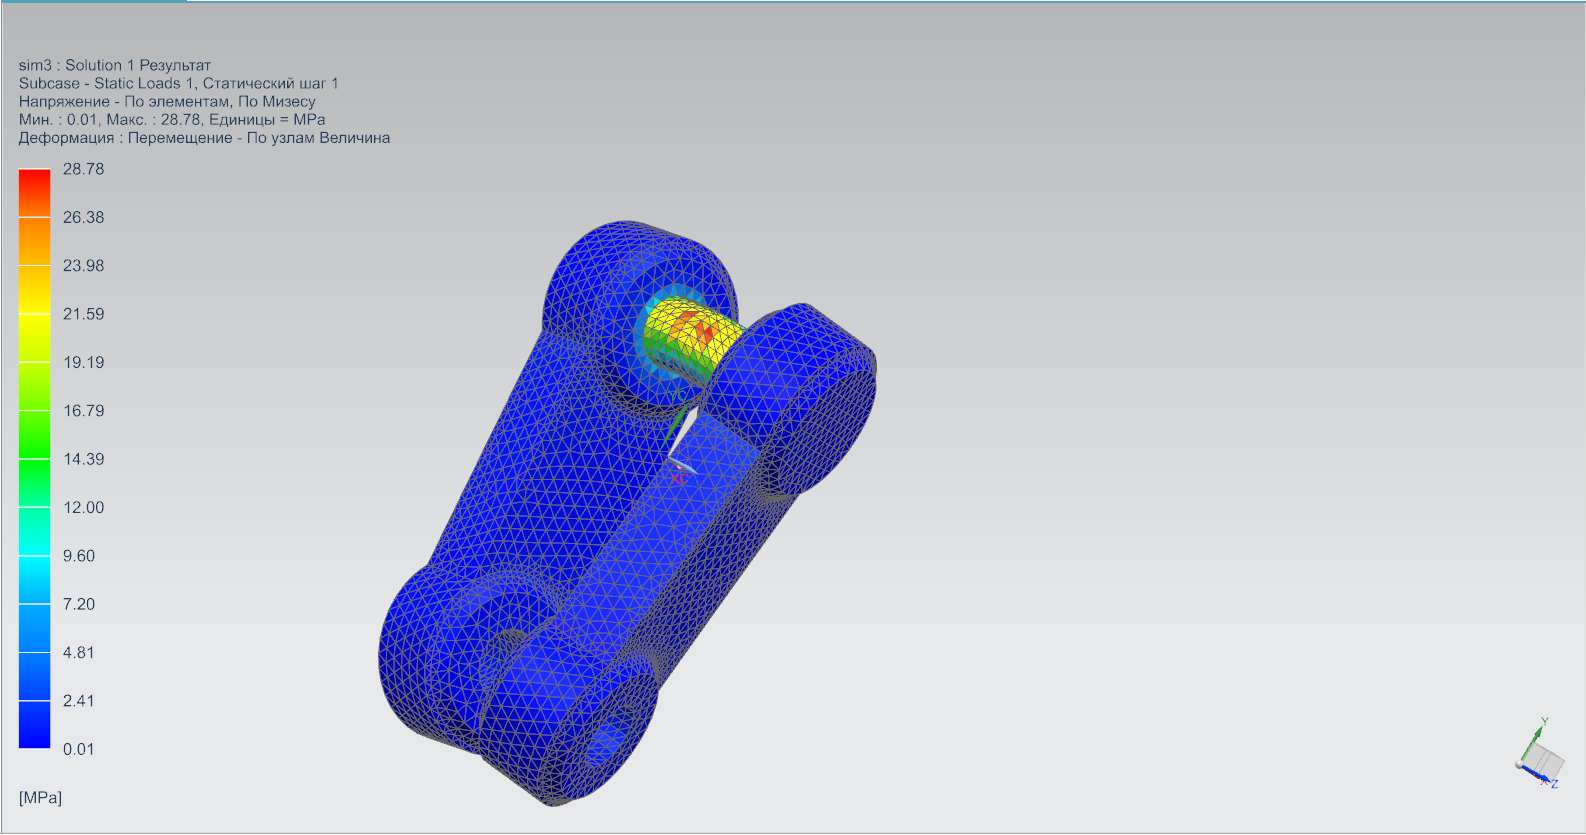 sim3 : Solution 1 Результат
Subcase - Static Loads 1, Статический шаг 1
Напряжение - По элементам, По Мизесу
Мин. : 0.01, Макс. : 28.78, Единицы = MPa
Деформация : Перемещение - По узлам Величина
28.78
26.38
23.98
21.59
19.19
16.79
14.39
12.00
9.60
7.20
4.81
2.41
0.01
[MPa]
XC
Y
X
Z